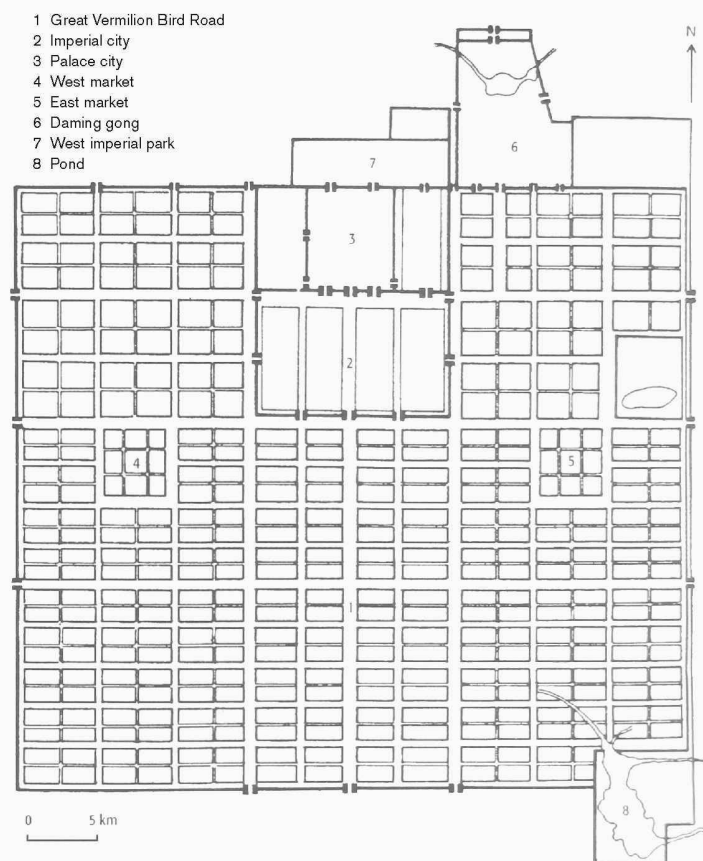 1 Great Vermilion Bird Road
2 Imperial city
3 Palace city
4 West market
5 East market
6 Daming gong
7 West imperial park
8 Pond
N
6
7
3
2
4
5
1
8
0 5 km